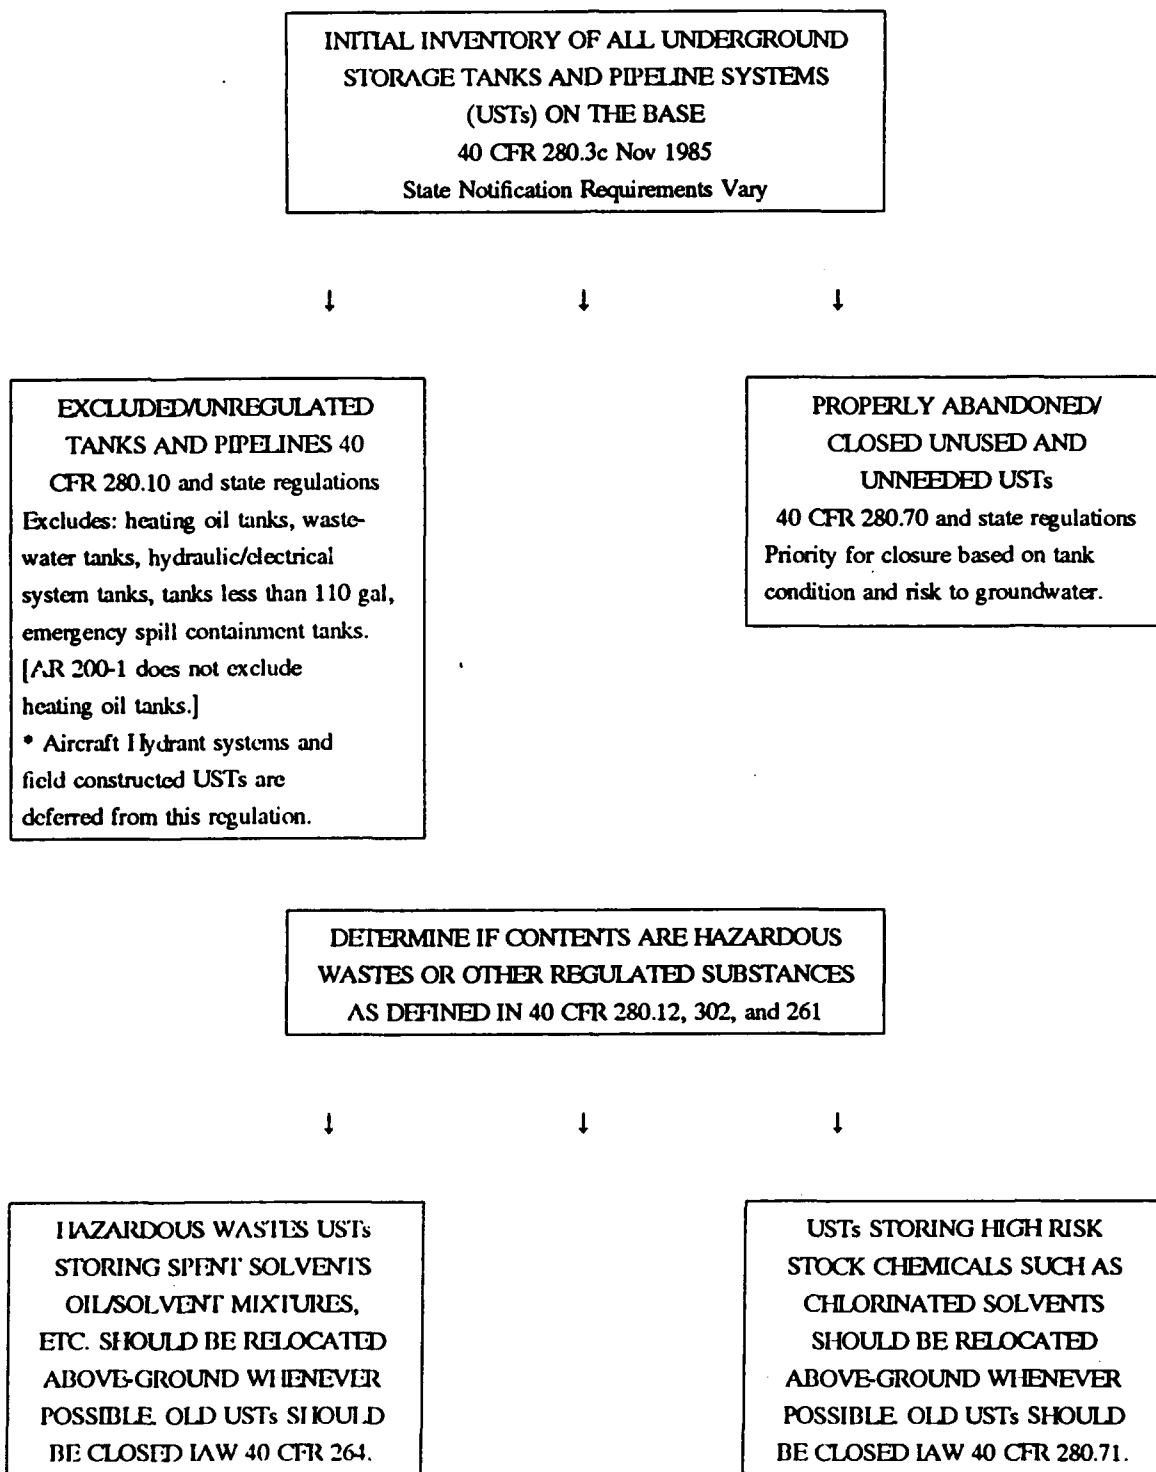 INITIAL INVENTORY OF ALL UNDERGROUND
STORAGE TANKS AND PIPELINE SYSTEMS
(USTs) ON THE BASE
40 CFR 280.3c Nov 1985
State Notification Requirements Vary
↓ ↓ ↓
EXCLUDED/UNREGULATED
TANKS AND PIPELINES 40
CFR 280.10 and state regulations
Excludes: heating oil tanks, waste-
water tanks, hydraulic/electrical
system tanks, tanks less than 110 gal,
emergency spill containment tanks.
[AR 200-1 does not exclude
heating oil tanks.]
* Aircraft Hydrant systems and
field constructed USTs are
deferred from this regulation.
PROPERLY ABANDONED/
CLOSED UNUSED AND
UNNEEDED USTs
40 CFR 280.70 and state regulations
Priority for closure based on tank
condition and risk to groundwater.
DETERMINE IF CONTENTS ARE HAZARDOUS
WASTES OR OTHER REGULATED SUBSTANCES
AS DEFINED IN 40 CFR 280.12, 302, and 261
↓ ↓ ↓
HAZARDOUS WASTES USTs
STORING SPENT SOLVENTS
OIL/SOLVENT MIXTURES,
ETC. SHOULD BE RELOCATED
ABOVE-GROUND WHENEVER
POSSIBLE. OLD USTs SHOULD
BE CLOSED IAW 40 CFR 264.
USTs STORING HIGH RISK
STOCK CHEMICALS SUCH AS
CHLORINATED SOLVENTS
SHOULD BE RELOCATED
ABOVE-GROUND WHENEVER
POSSIBLE. OLD USTs SHOULD
BE CLOSED IAW 40 CFR 280.71.